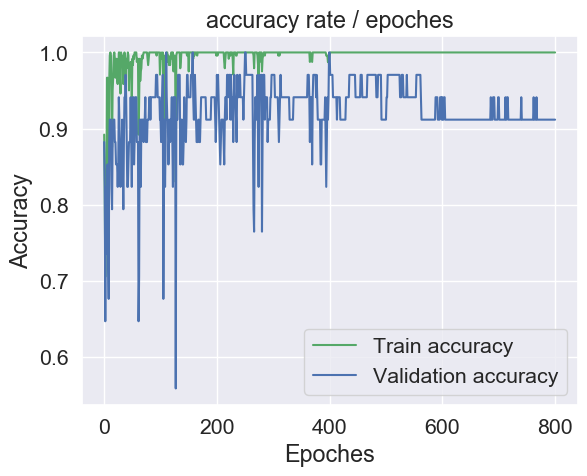 accuracy rate / epoches
1.0
0.9
0.8
0.7
0.6
Accuracy
Train accuracy
Validation accuracy
0 200 400 600 800
Epoches